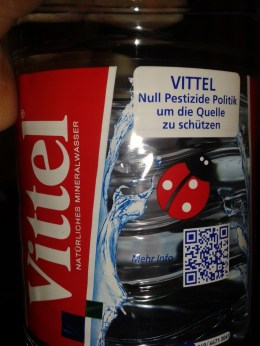 VITTEL
Null Pestizide Politik
um die Quelle
zu schützen
Vittel®
NATÜRLICHES MINERALWASSER
Mehr Info